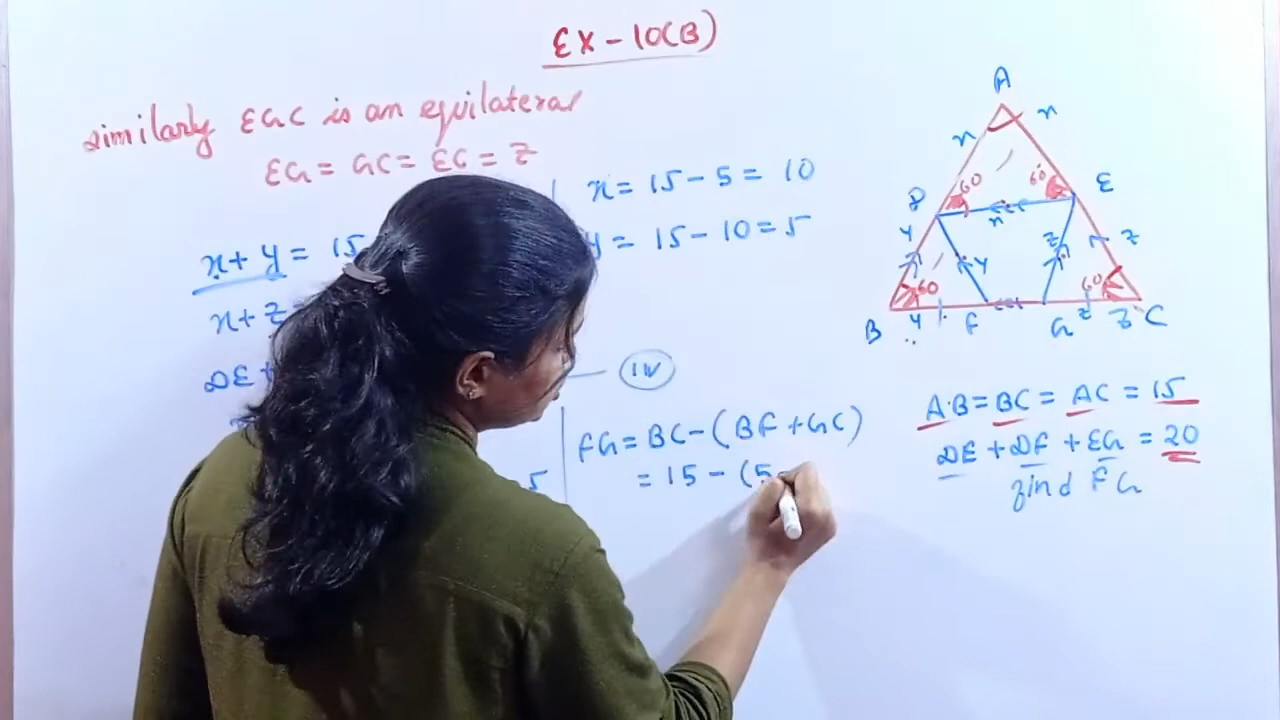 EX - 10(B)
similarly EGC is an equilateral
EG = GC = EC = Z
x + y = 15
x + z =
DE +
x = 15 - 5 = 10
y = 15 - 10 = 5
IV
5
FG = BC - (BF + GC)
= 15 - (5
A
x
x
D
60
60
E
x
y
y
z
z
60
60
B
y
F
G
z
Z
C
AB = BC = AC = 15
DE + DF + EG = 20
find FG